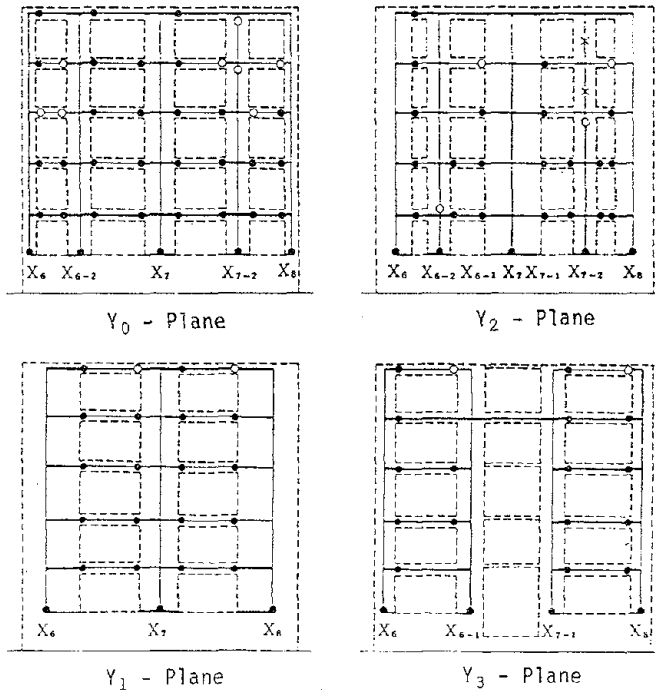 X₆ X₆₋₂ X₇ X₇₋₂ X₈
Y₀ - Plane
X₆ X₆₋₂ X₆₋₁ X₇ X₇₋₁ X₇₋₂ X₈
Y₂ - Plane
X₆ X₇ X₈
Y₁ - Plane
X₆ X₆₋₁ X₇₋₁ X₈
Y₃ - Plane